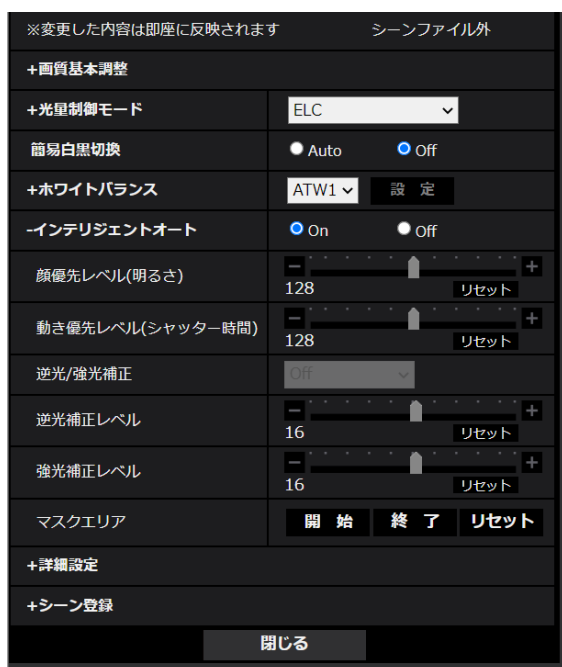 ※変更した内容は即座に反映されます シーンファイル外
+画質基本調整
+光量制御モード ELC
簡易白黒切換 Auto Off
+ホワイトバランス ATW1 設 定
-インテリジェントオート On Off
顔優先レベル(明るさ)
128 リセット
動き優先レベル(シャッター時間)
128 リセット
逆光/強光補正 Off
逆光補正レベル
16 リセット
強光補正レベル
16 リセット
マスクエリア 開 始 終 了 リセット
+詳細設定
+シーン登録
閉じる